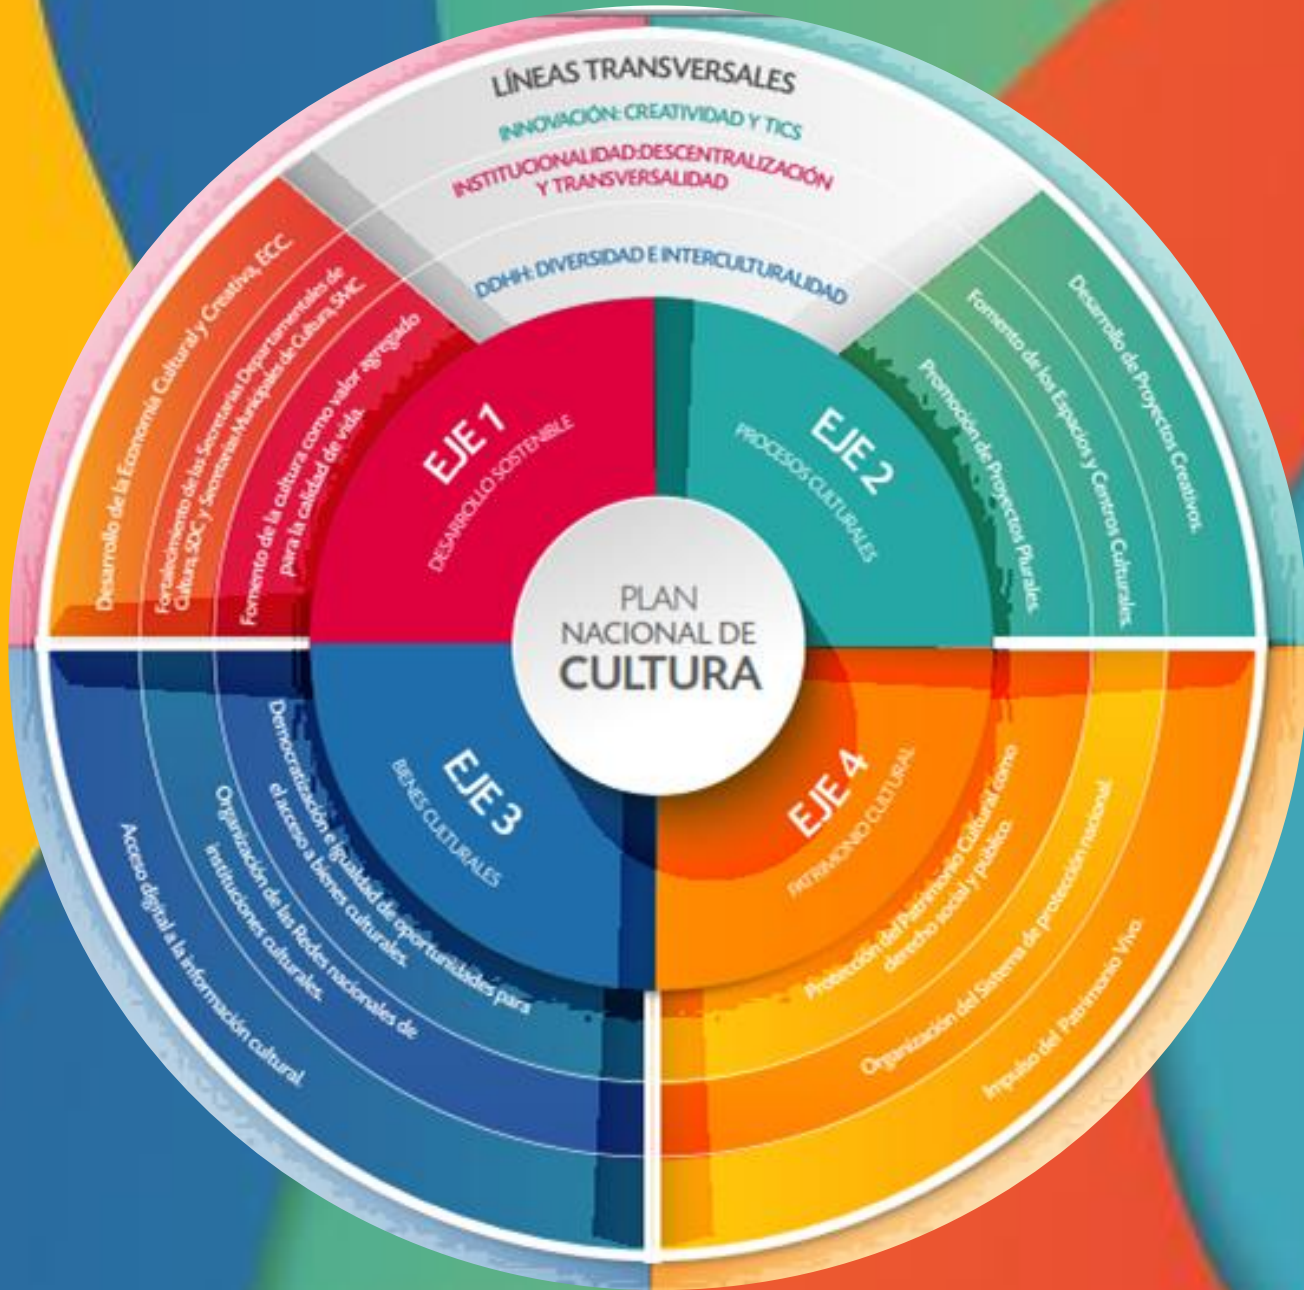 LÍNEAS TRANSVERSALES
INNOVACIÓN: CREATIVIDAD Y TICS
INSTITUCIONALIDAD:DESCENTRALIZACIÓN
Y TRANSVERSALIDAD
DDHH: DIVERSIDAD E INTERCULTURALIDAD
Desarrollo de la Economía Cultural y Creativa, ECC.
Fortalecimiento de las Secretarías Departamentales de
Cultura, SDC y Secretarías Municipales de Cultura, SMC.
Fomento de la cultura como valor agregado
para la calidad de vida.
EJE 1
DESARROLLO SOSTENIBLE
EJE 2
PROCESOS CULTURALES
Promoción de Proyectos Plurales.
Fomento de los Espacios y Centros Culturales.
Desarrollo de Proyectos Creativos.
PLAN
NACIONAL DE
CULTURA
EJE 3
BIENES CULTURALES
Democratización e igualdad de oportunidades para
el acceso a bienes culturales.
Organización de las Redes nacionales de
instituciones culturales.
Acceso digital a la información cultural.
EJE 4
PATRIMONIO CULTURAL
Protección del Patrimonio Cultural como
derecho social y público.
Organización del Sistema de protección nacional.
Impulso del Patrimonio Vivo.